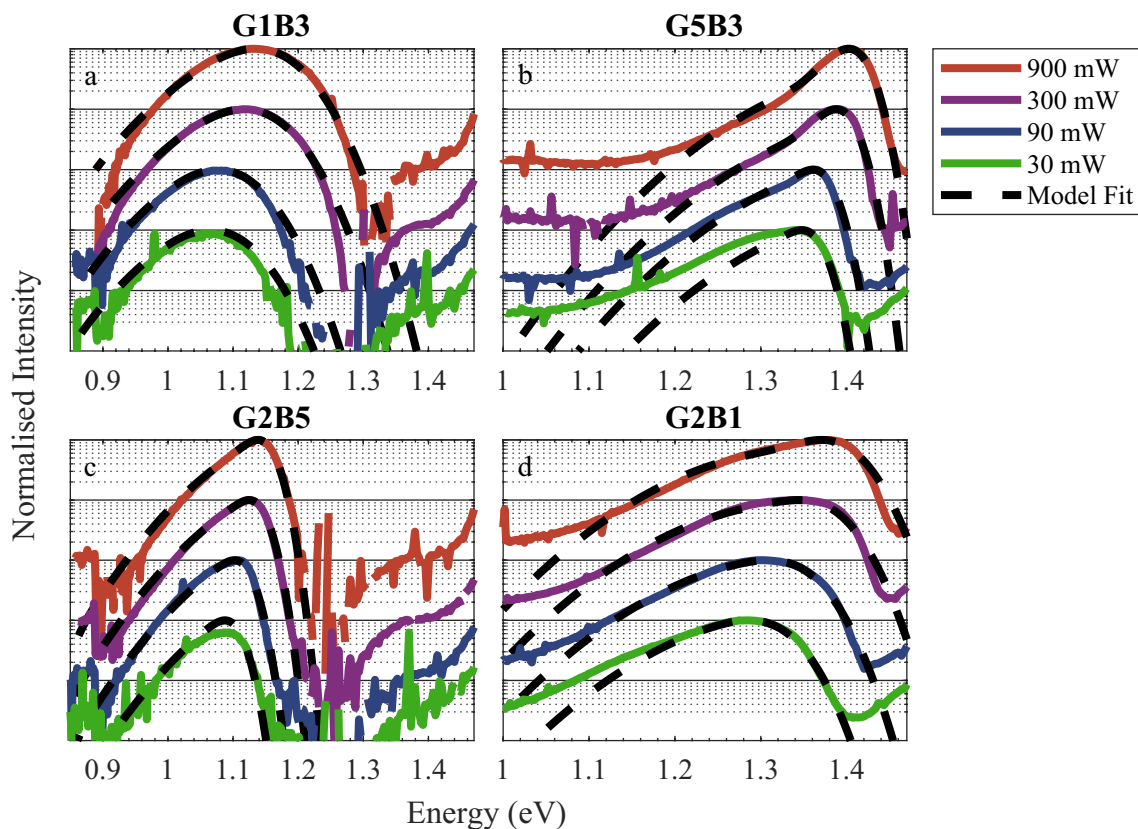 G1B3
G5B3
a
b
900 mW
300 mW
90 mW
30 mW
Model Fit
0.9 1 1.1 1.2 1.3 1.4
1 1.1 1.2 1.3 1.4
G2B5
G2B1
c
d
0.9 1 1.1 1.2 1.3 1.4
1 1.1 1.2 1.3 1.4
Normalised Intensity
Energy (eV)